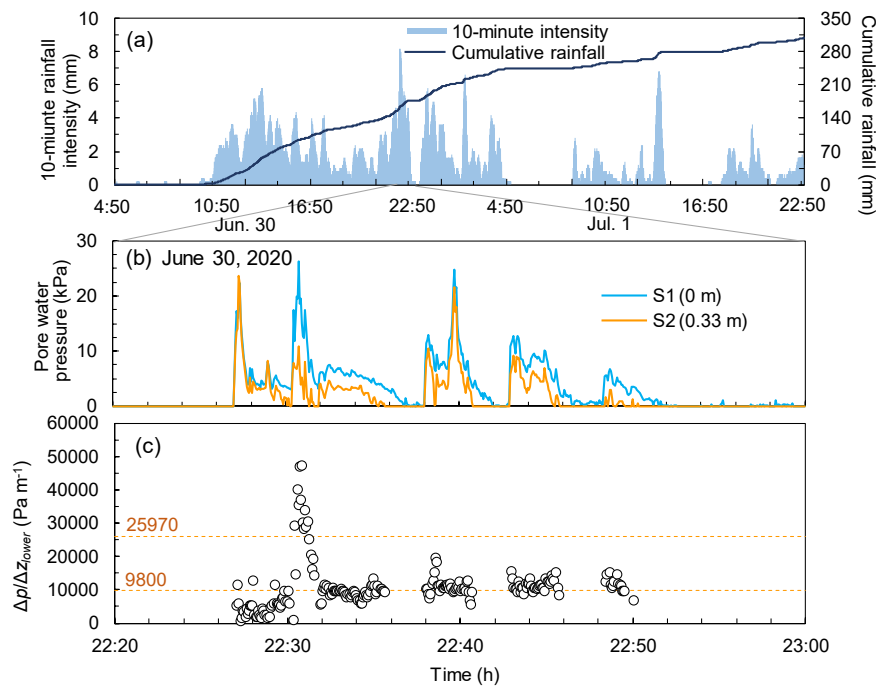 (a)
10-minute intensity
Cumulative rainfall
10-miunte rainfall
intensity (mm)
10
8
6
4
2
0
350
280
210
140
70
0
Cumulative
rainfall (mm)
4:50
10:50
16:50
22:50
4:50
10:50
16:50
22:50
Jun. 30
Jul. 1
(b) June 30, 2020
S1 (0 m)
S2 (0.33 m)
Pore water
pressure (kPa)
30
20
10
0
(c)
Δp/Δz_lower (Pa m⁻¹)
60000
50000
40000
30000
20000
10000
0
25970
9800
22:20
22:30
22:40
22:50
23:00
Time (h)